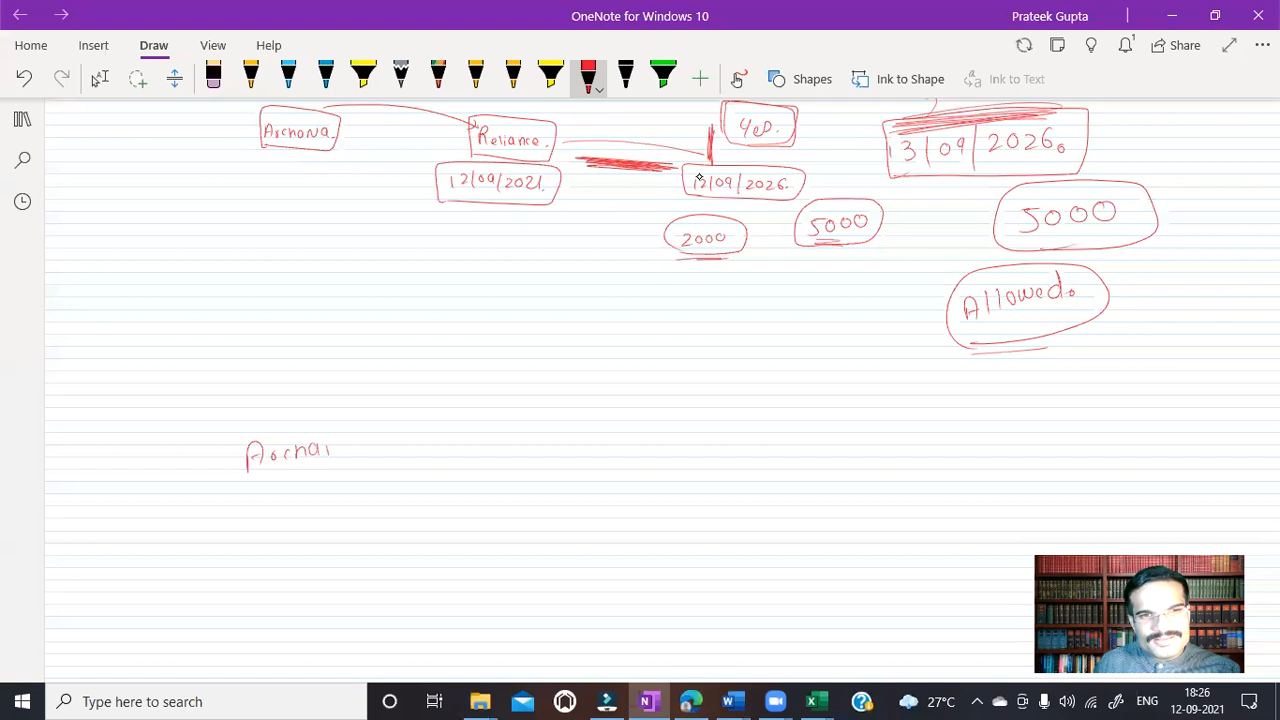 OneNote for Windows 10
Prateek Gupta
Home Insert Draw View Help
Share
Shapes
Ink to Shape
Ink to Text
Archana.
Reliance.
Yes.
13/09/2026.
12/09/2021.
12/09/2026.
2000
5000
5000
Allowed.
Archa
Type here to search
27°C
ENG
18:26
12-09-2021